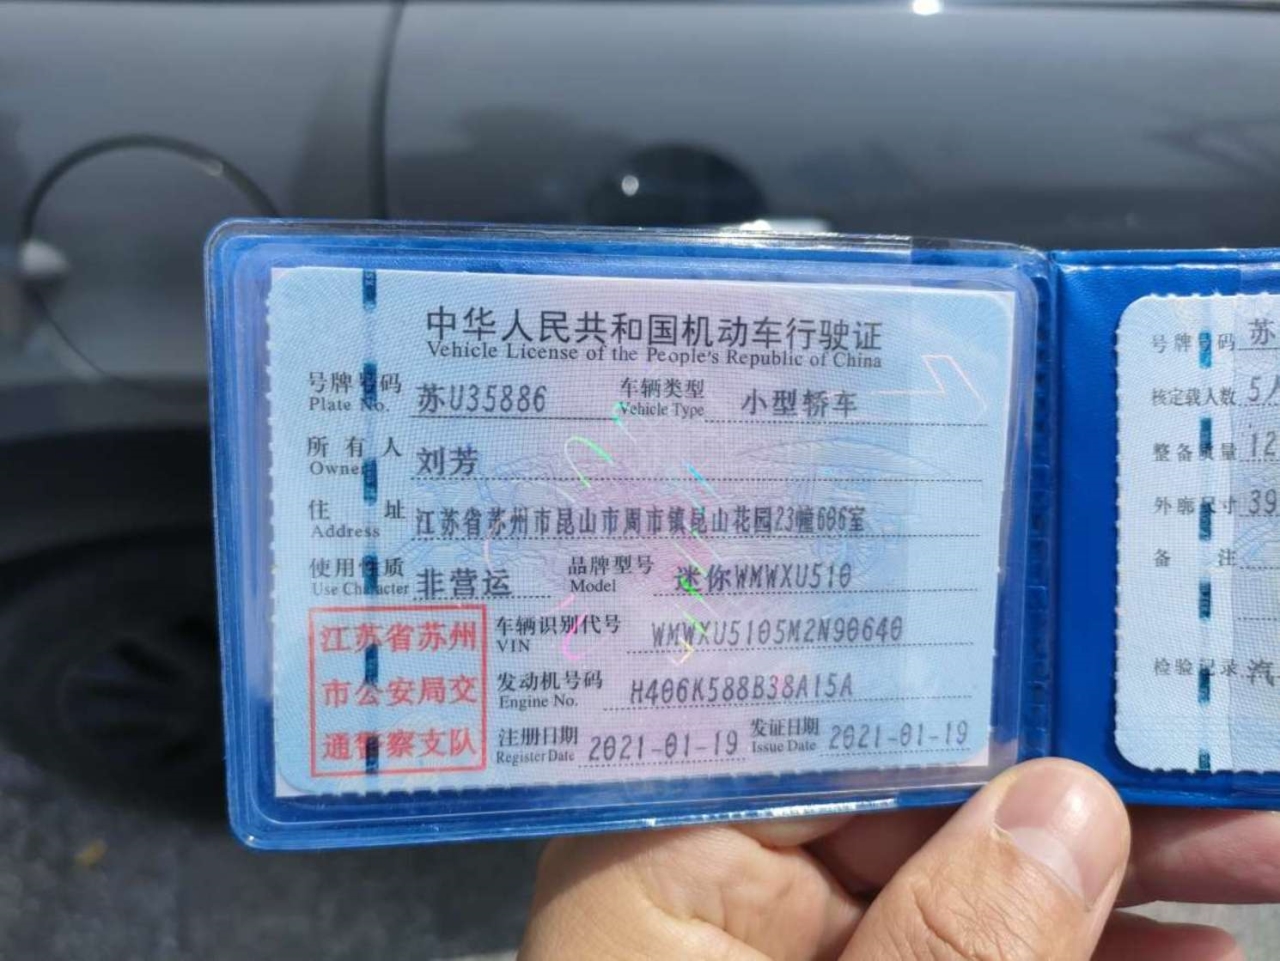 中华人民共和国机动车行驶证
Vehicle License of the People's Republic of China
号牌号码 苏U35886 车辆类型 小型轿车
Plate No. Vehicle Type
所有人 刘芳
Owner
住址 江苏省苏州市昆山市周市镇昆山花园23幢606室
Address
使用性质 非营运 品牌型号 迷你WMWXU510
Use Character Model
江苏省苏州
市公安局交
通警察支队
车辆识别代号 WMWXU5105M2N90640
VIN
发动机号码 H406K588B38A15A
Engine No.
注册日期 2021-01-19 发证日期 2021-01-19
Register Date Issue Date
号牌号码 苏
核定载人数 5
整备质量 12
外廓尺寸 39
备注
检验记录 汽